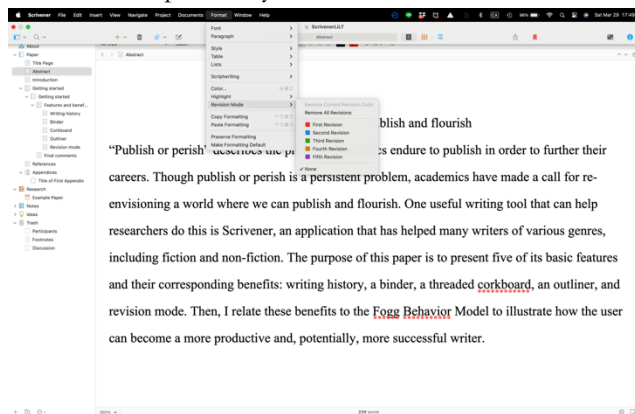 Scrivener File Edit Insert View Navigate Project Documents Format Window Help
Sat Mar 23 17:49
ScrivenerLILT
Abstract
About
Paper
Title Page
Abstract
Introduction
Getting started
Getting started
Features and benef...
Writing history
Binder
Corkboard
Outliner
Revision mode
Final comments
References
Appendices
Title of First Appendix
Research
Example Paper
Notes
Ideas
Trash
Participants
Footnotes
Discussion
Abstract
Font
Paragraph
Style
Table
Lists
Scriptwriting
Color...
Highlight
Revision Mode
Copy Formatting
Paste Formatting
Preserve Formatting
Make Formatting Default
Remove Current Revision Color
Remove All Revisions
First Revision
Second Revision
Third Revision
Fourth Revision
Fifth Revision
None
blish and flourish
“Publish or perish” describes the cs endure to publish in order to further their
careers. Though publish or perish is a persistent problem, academics have made a call for re-
envisioning a world where we can publish and flourish. One useful writing tool that can help
researchers do this is Scrivener, an application that has helped many writers of various genres,
including fiction and non-fiction. The purpose of this paper is to present five of its basic features
and their corresponding benefits: writing history, a binder, a threaded corkboard, an outliner, and
revision mode. Then, I relate these benefits to the Fogg Behavior Model to illustrate how the user
can become a more productive and, potentially, more successful writer.